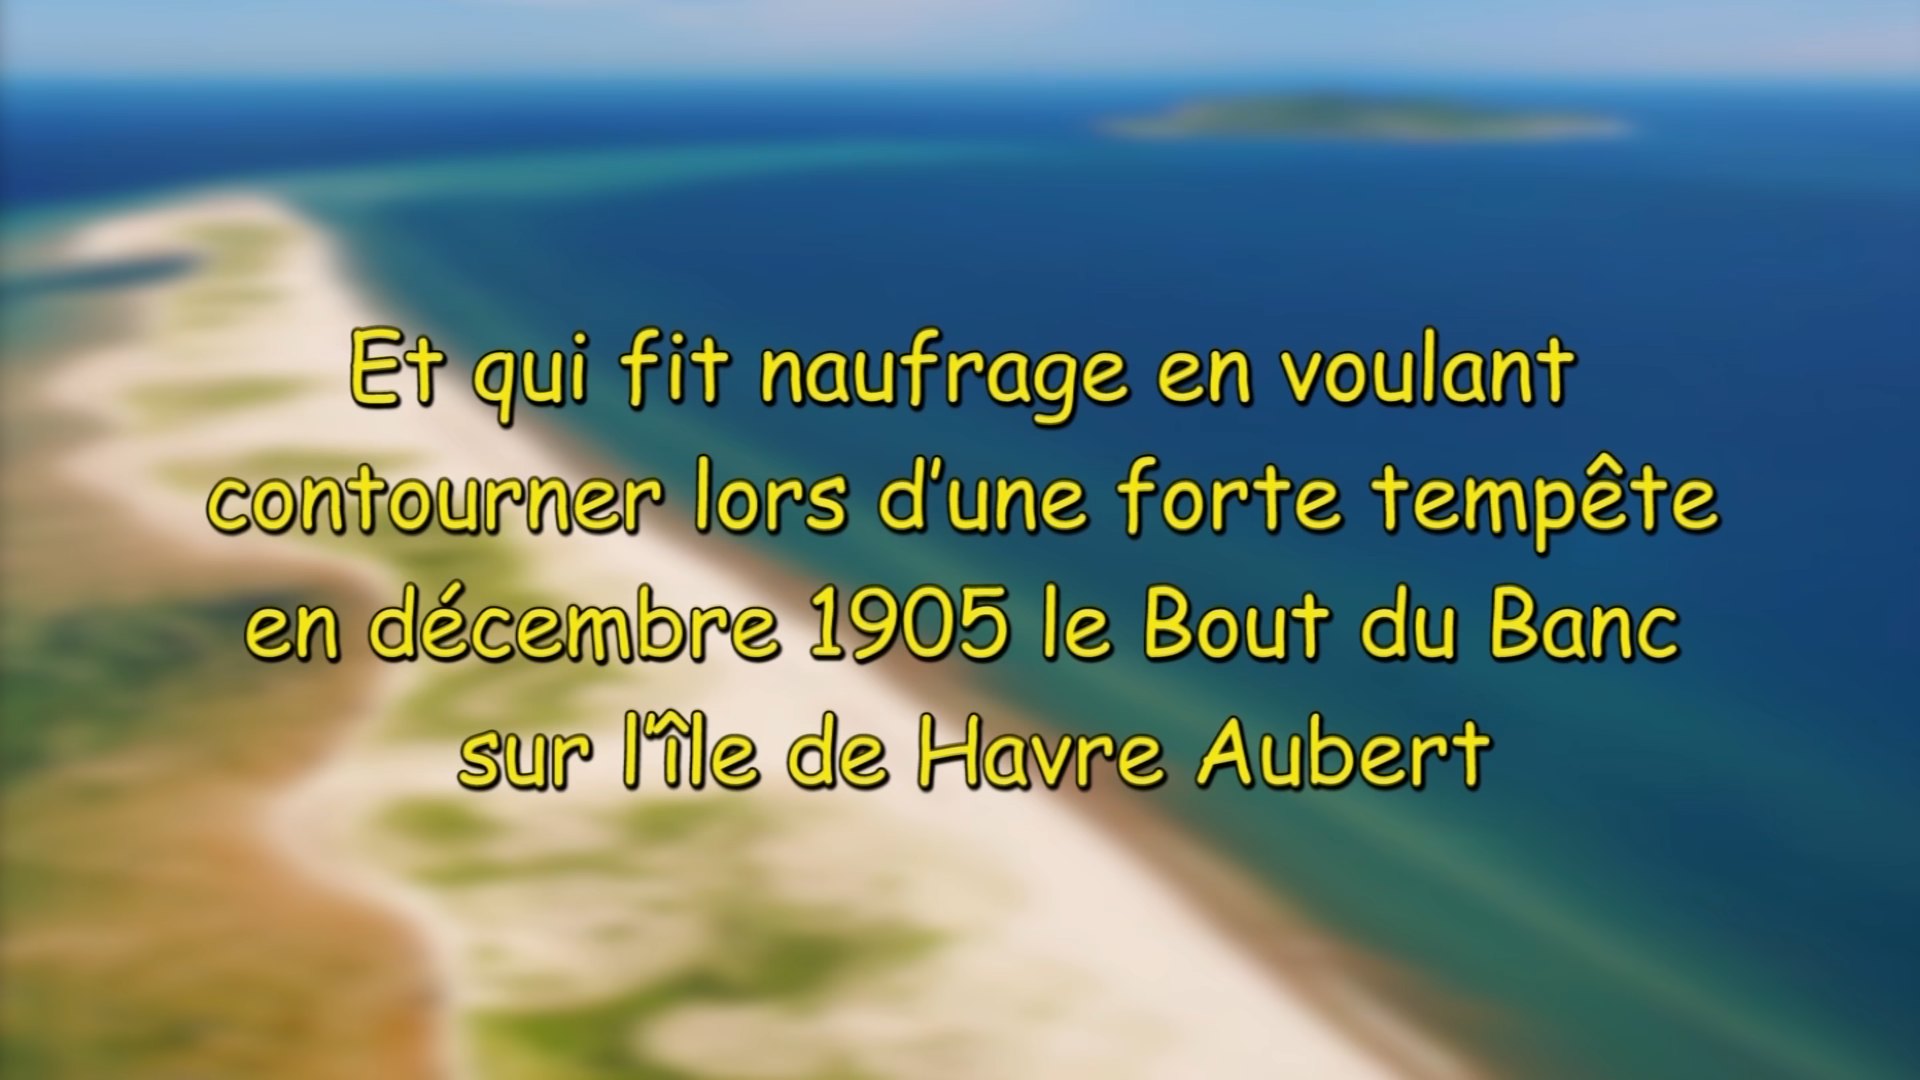 Et qui fit naufrage en voulant
contourner lors d’une forte tempête
en décembre 1905 le Bout du Banc
sur l’île de Havre Aubert